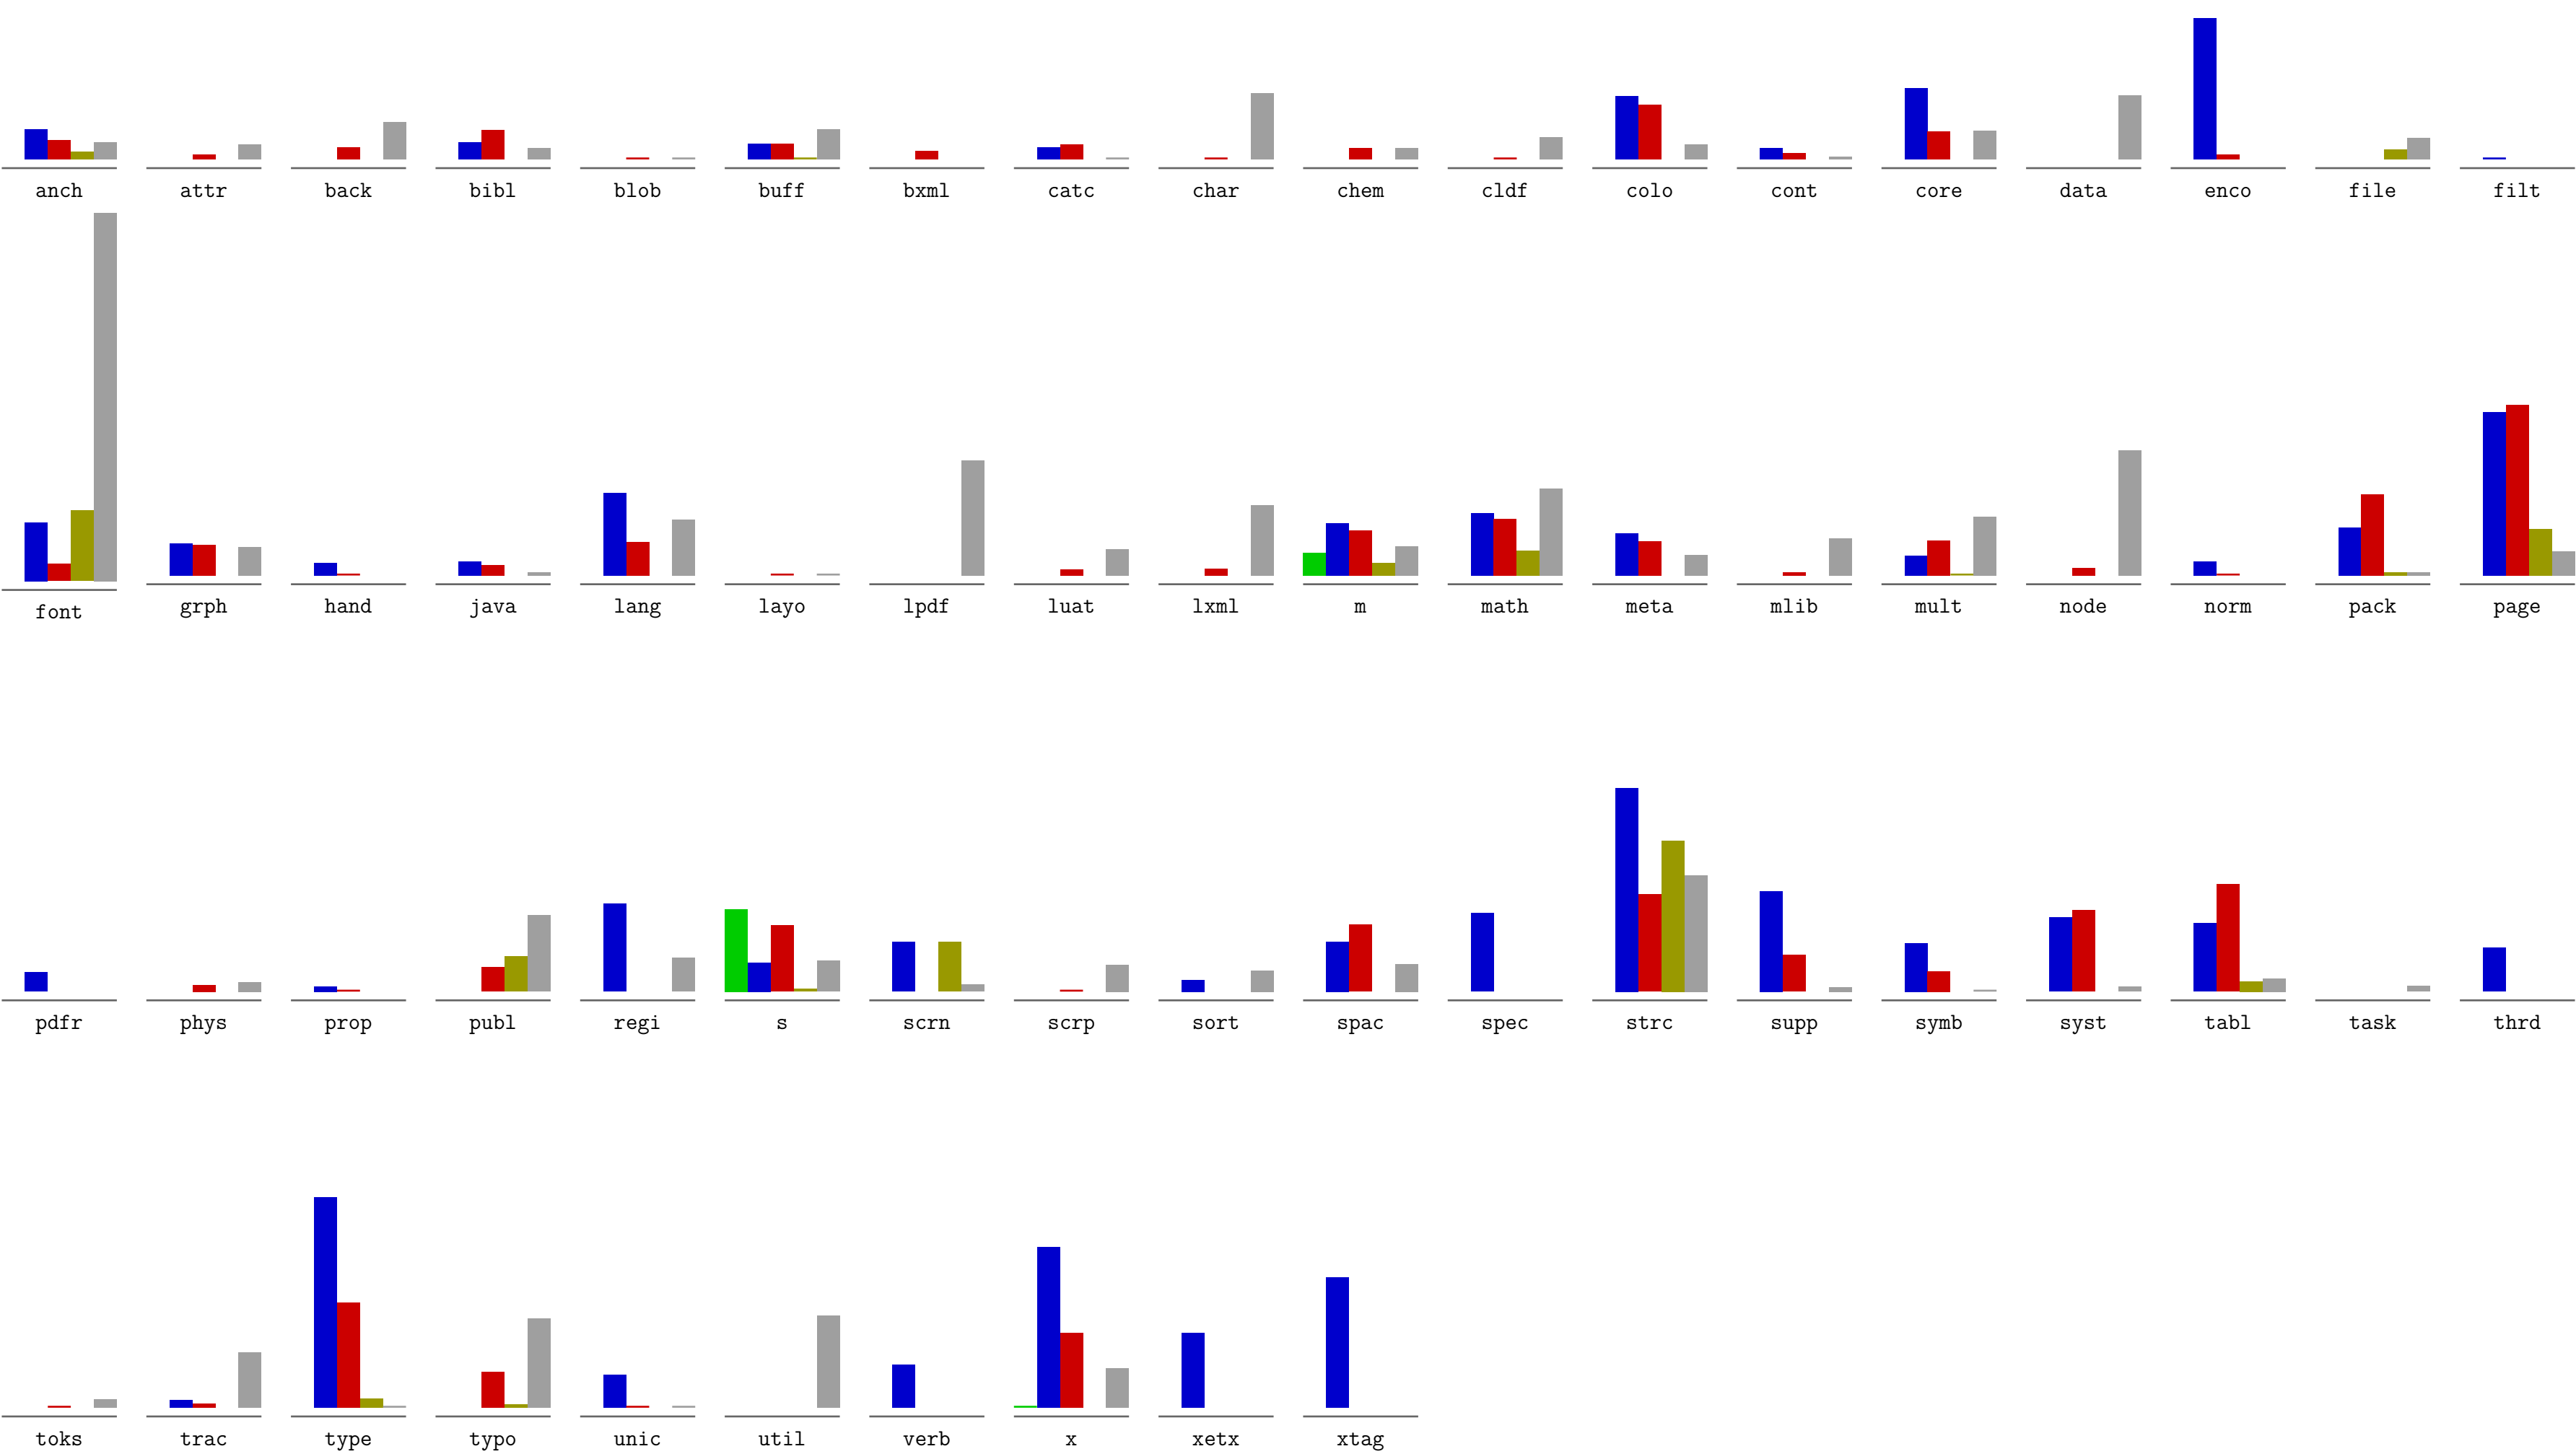 anch attr back bibl blob buff bxml catc char chem cldf colo cont core data enco file filt
font grph hand java lang layo lpdf luat lxml m math meta mlib mult node norm pack page
pdfr phys prop publ regi s scrn scrp sort spac spec strc supp symb syst tabl task thrd
toks trac type typo unic util verb x xetx xtag